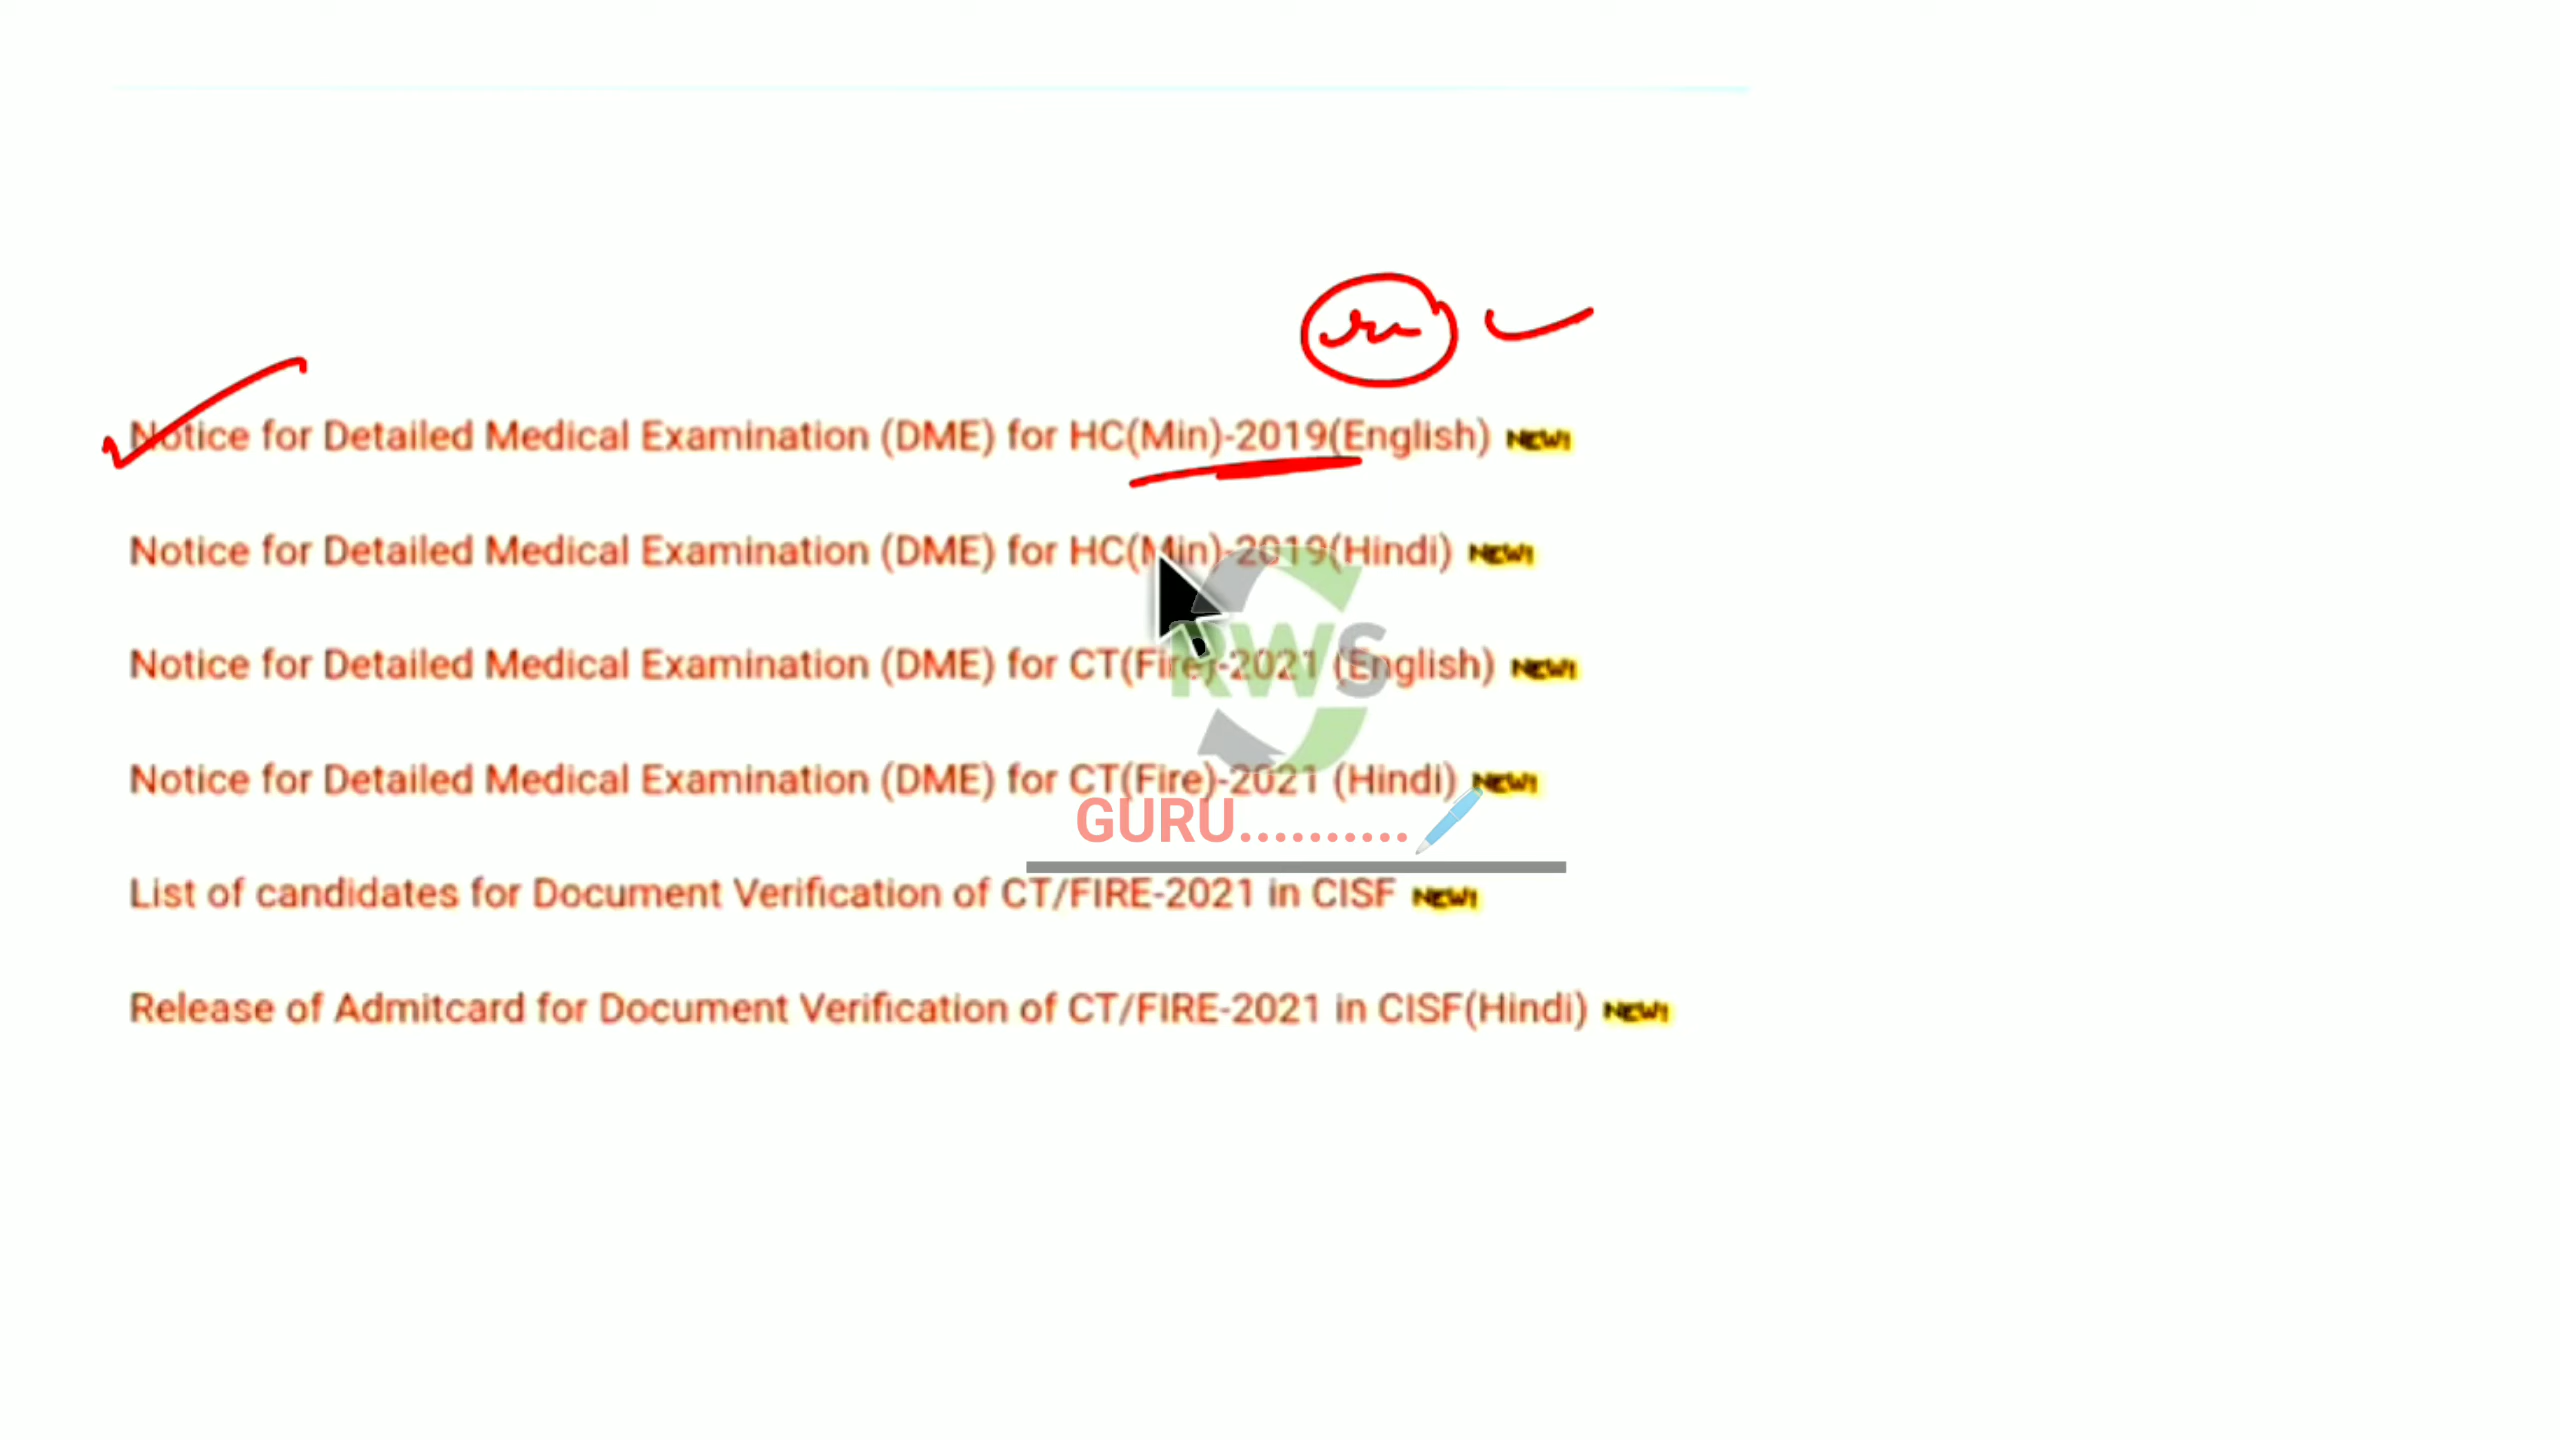 Notice for Detailed Medical Examination (DME) for HC(Min)-2019(English) NEW!
Notice for Detailed Medical Examination (DME) for HC(Min)-2019(Hindi) NEW!
Notice for Detailed Medical Examination (DME) for CT(Fire)-2021 (English) NEW!
RWS
Notice for Detailed Medical Examination (DME) for CT(Fire)-2021 (Hindi) NEW!
GURU..........
List of candidates for Document Verification of CT/FIRE-2021 in CISF NEW!
Release of Admitcard for Document Verification of CT/FIRE-2021 in CISF(Hindi) NEW!